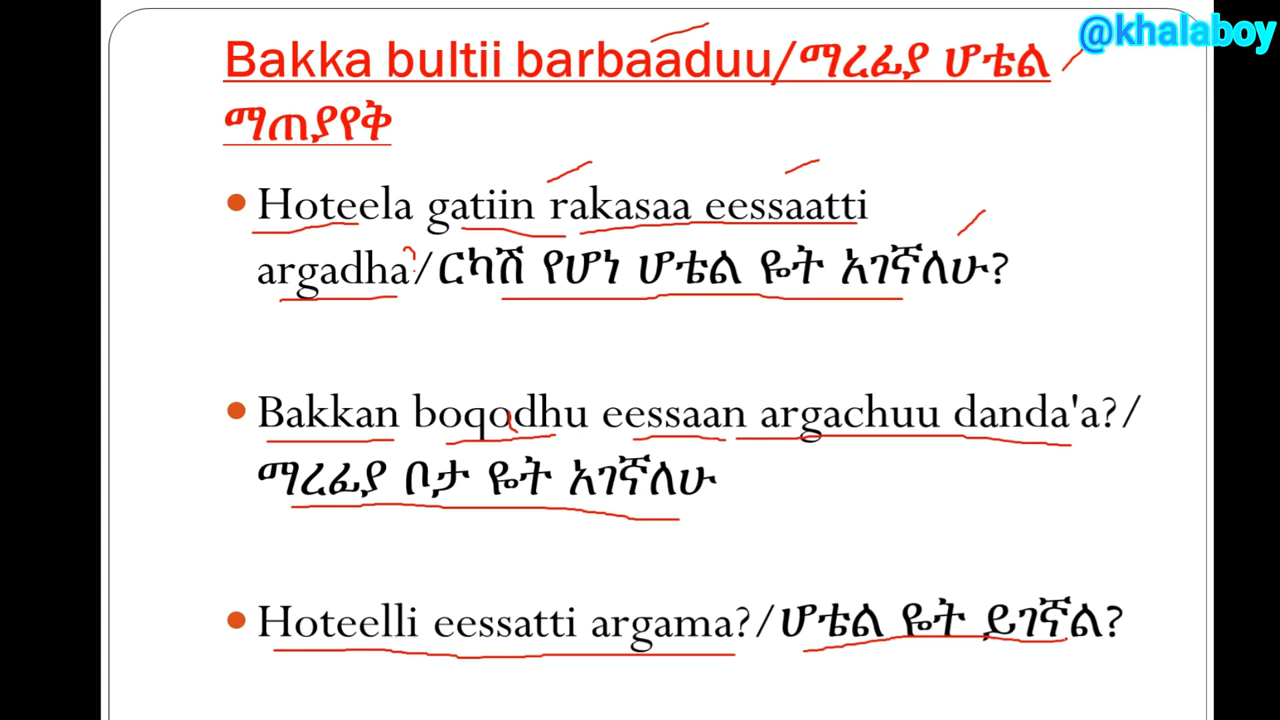 @khalaboy
Bakka bultii barbaaduu/ማረፊያ ሆቴል
ማጠያየቅ
Hoteela gatiin rakasaa eessaatti
argadha?/ርካሽ የሆነ ሆቴል ዬት አገኛለሁ?
Bakkan boqodhu eessaan argachuu danda'a?/
ማረፊያ ቦታ ዬት አገኛለሁ
Hoteelli eessatti argama?/ሆቴል ዬት ይገኛል?